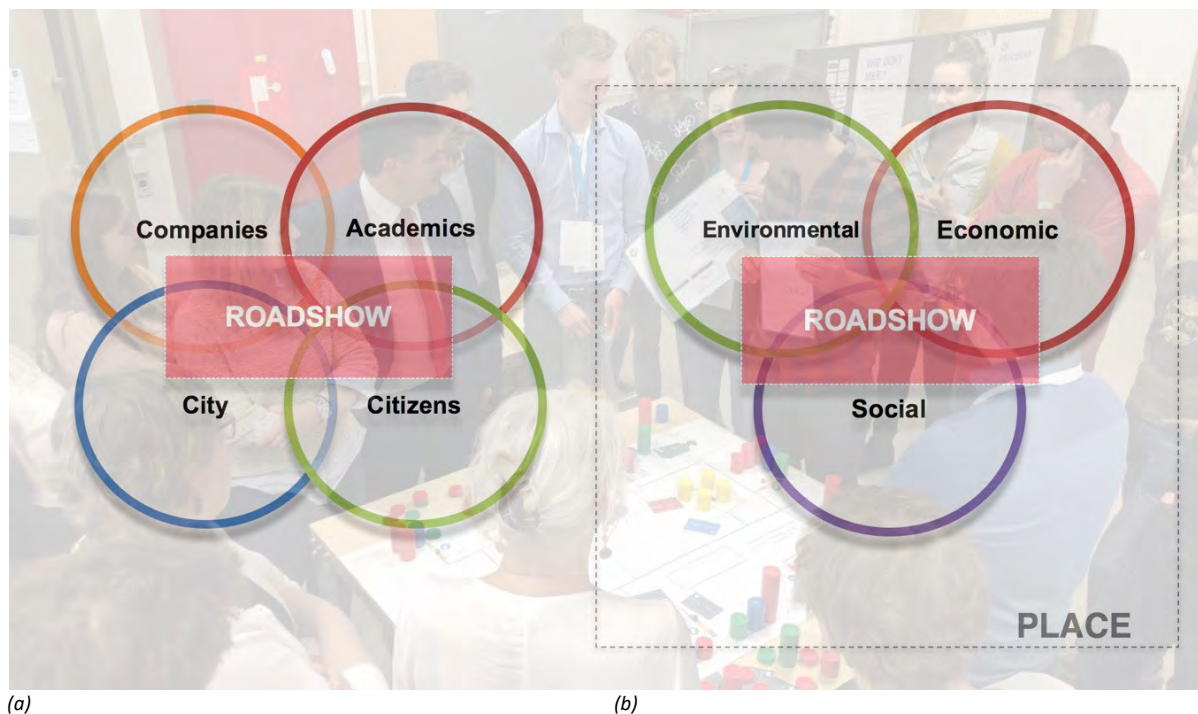 Companies
Academics
ROADSHOW
City
Citizens
Environmental
Economic
ROADSHOW
Social
PLACE
(a)
(b)